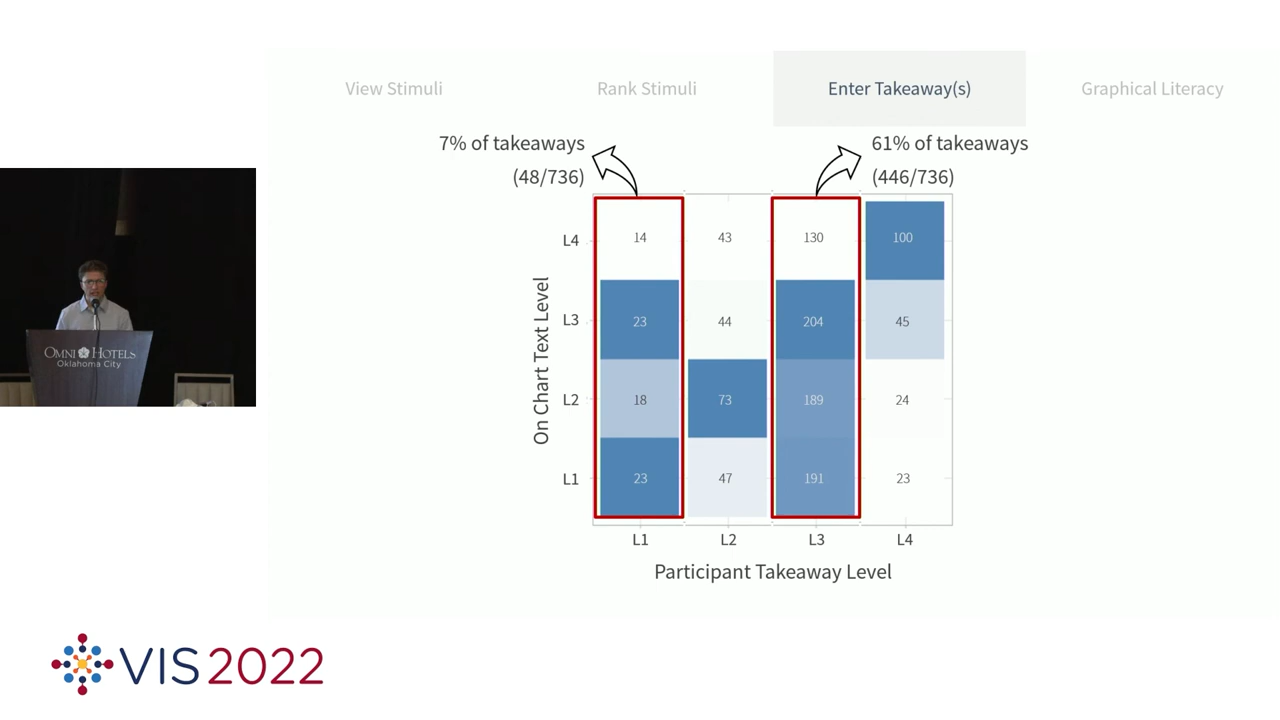 View Stimuli
Rank Stimuli
Enter Takeaway(s)
Graphical Literacy
7% of takeaways
(48/736)
61% of takeaways
(446/736)
On Chart Text Level
L4 14 43 130 100
L3 23 44 204 45
L2 18 73 189 24
L1 23 47 191 23
L1 L2 L3 L4
Participant Takeaway Level
OMNI HOTELS
Oklahoma City
VIS2022